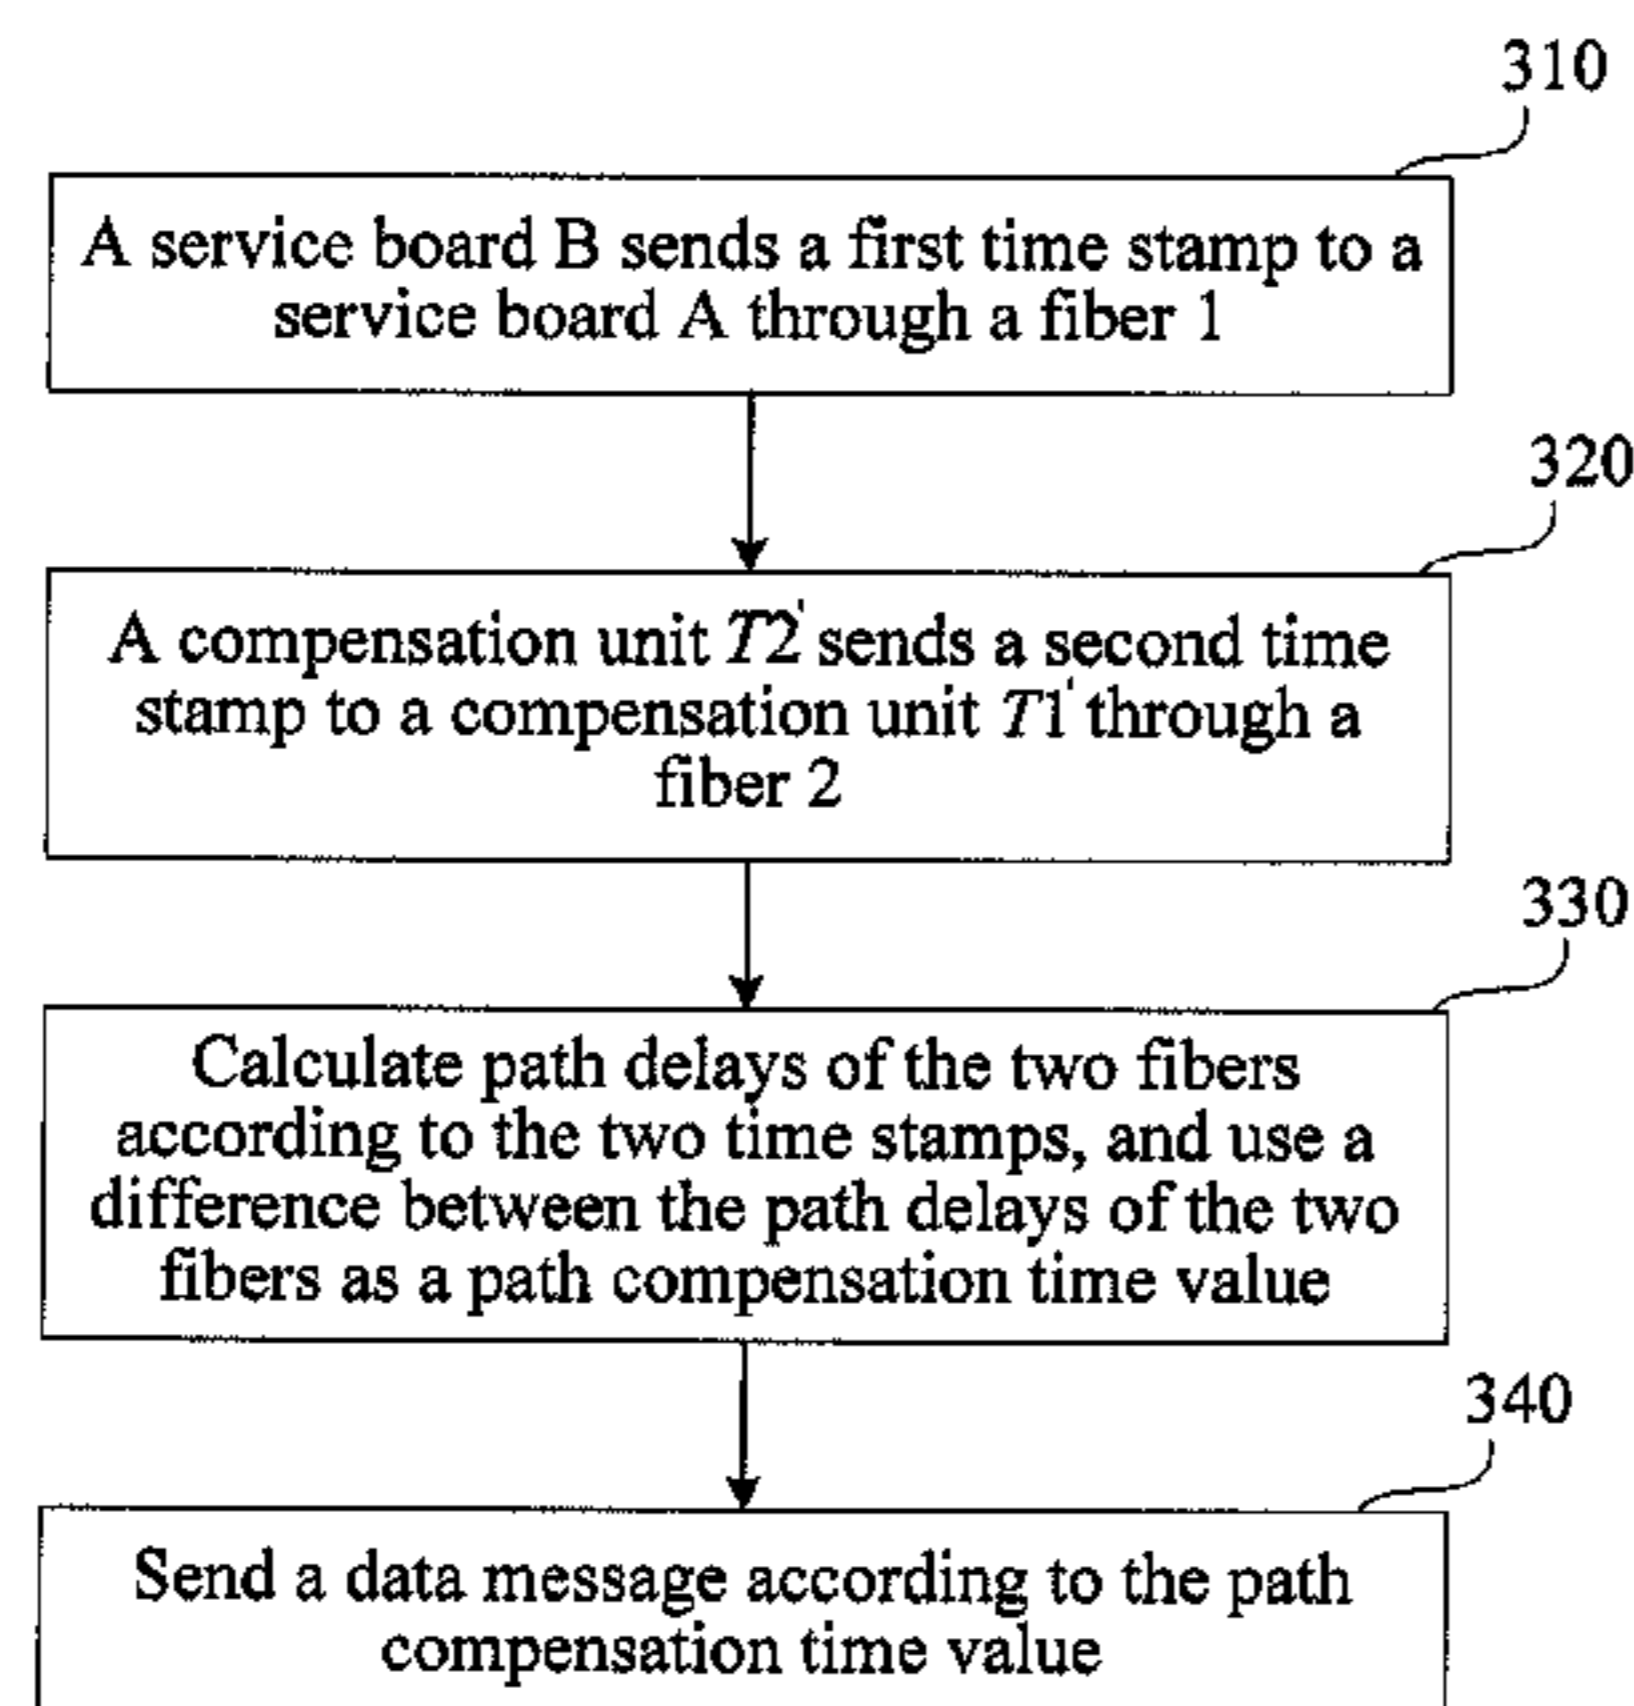 310
A service board B sends a first time stamp to a
service board A through a fiber 1
320
A compensation unit T2' sends a second time
stamp to a compensation unit T1' through a
fiber 2
330
Calculate path delays of the two fibers
according to the two time stamps, and use a
difference between the path delays of the two
fibers as a path compensation time value
340
Send a data message according to the path
compensation time value